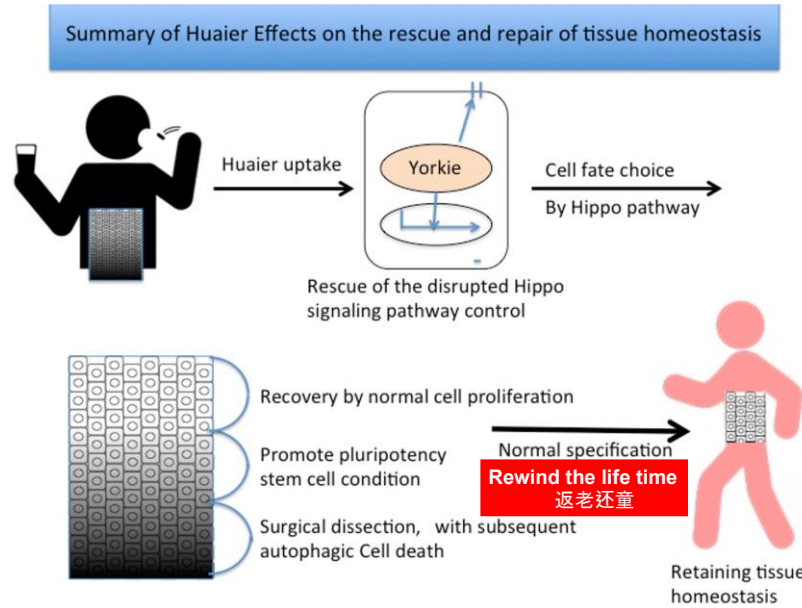 Summary of Huaier Effects on the rescue and repair of tissue homeostasis
Huaier uptake
Yorkie
Cell fate choice
By Hippo pathway
Rescue of the disrupted Hippo
signaling pathway control
Recovery by normal cell proliferation
Promote pluripotency
stem cell condition
Surgical dissection, with subsequent
autophagic Cell death
Normal specification
Rewind the life time
返老还童
Retaining tissue
homeostasis